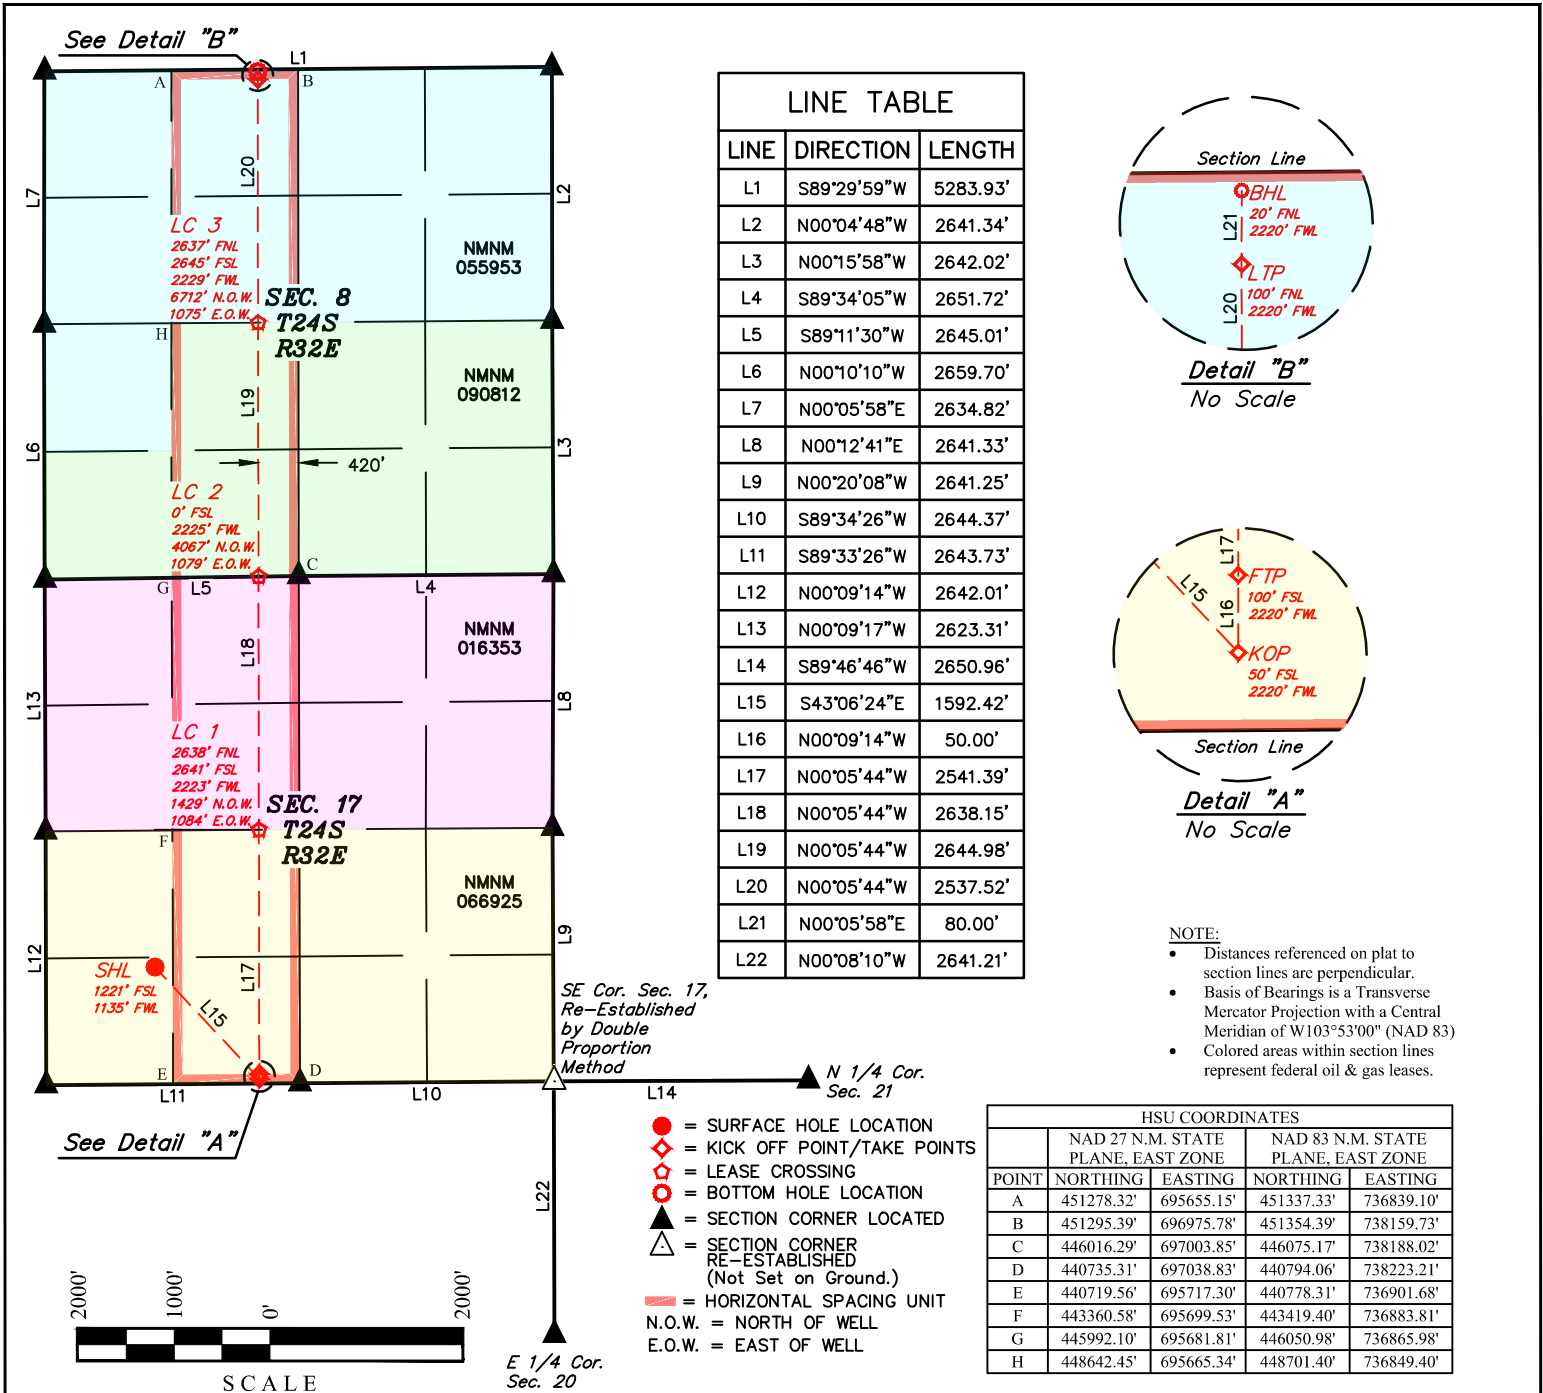 See Detail "B"
L1
A
B
L20
L7
L2
LC 3
2637' FNL
2645' FSL
2229' FWL
6712' N.O.W.
1075' E.O.W.
NMNM
055953
SEC. 8
T24S
R32E
H
NMNM
090812
L19
L6
L3
420'
LC 2
0' FSL
2225' FWL
4067' N.O.W.
1079' E.O.W.
C
G
L5
L4
NMNM
016353
L18
L13
L8
LC 1
2638' FNL
2641' FSL
2223' FWL
1429' N.O.W.
1084' E.O.W.
SEC. 17
T24S
R32E
F
NMNM
066925
L12
L9
L17
SHL
1221' FSL
1135' FWL
L15
E
D
L11
L10
See Detail "A"
SE Cor. Sec. 17,
Re-Established
by Double
Proportion
Method
L14
N 1/4 Cor.
Sec. 21
L22
E 1/4 Cor.
Sec. 20
LINE TABLE
LINE DIRECTION LENGTH
L1 S89°29'59"W 5283.93'
L2 N00°04'48"W 2641.34'
L3 N00°15'58"W 2642.02'
L4 S89°34'05"W 2651.72'
L5 S89°11'30"W 2645.01'
L6 N00°10'10"W 2659.70'
L7 N00°05'58"E 2634.82'
L8 N00°12'41"E 2641.33'
L9 N00°20'08"W 2641.25'
L10 S89°34'26"W 2644.37'
L11 S89°33'26"W 2643.73'
L12 N00°09'14"W 2642.01'
L13 N00°09'17"W 2623.31'
L14 S89°46'46"W 2650.96'
L15 S43°06'24"E 1592.42'
L16 N00°09'14"W 50.00'
L17 N00°05'44"W 2541.39'
L18 N00°05'44"W 2638.15'
L19 N00°05'44"W 2644.98'
L20 N00°05'44"W 2537.52'
L21 N00°05'58"E 80.00'
L22 N00°08'10"W 2641.21'
Section Line
BHL
20' FNL
2220' FWL
L21
LTP
100' FNL
2220' FWL
L20
Detail "B"
No Scale
L17
FTP
100' FSL
2220' FWL
L15
L16
KOP
50' FSL
2220' FWL
Section Line
Detail "A"
No Scale
NOTE:
• Distances referenced on plat to
section lines are perpendicular.
• Basis of Bearings is a Transverse
Mercator Projection with a Central
Meridian of W103°53'00" (NAD 83)
• Colored areas within section lines
represent federal oil & gas leases.
= SURFACE HOLE LOCATION
= KICK OFF POINT/TAKE POINTS
= LEASE CROSSING
= BOTTOM HOLE LOCATION
= SECTION CORNER LOCATED
= SECTION CORNER
RE-ESTABLISHED
(Not Set on Ground.)
= HORIZONTAL SPACING UNIT
N.O.W. = NORTH OF WELL
E.O.W. = EAST OF WELL
HSU COORDINATES
NAD 27 N.M. STATE NAD 83 N.M. STATE
PLANE, EAST ZONE PLANE, EAST ZONE
POINT NORTHING EASTING NORTHING EASTING
A 451278.32' 695655.15' 451337.33' 736839.10'
B 451295.39' 696975.78' 451354.39' 738159.73'
C 446016.29' 697003.85' 446075.17' 738188.02'
D 440735.31' 697038.83' 440794.06' 738223.21'
E 440719.56' 695717.30' 440778.31' 736901.68'
F 443360.58' 695699.53' 443419.40' 736883.81'
G 445992.10' 695681.81' 446050.98' 736865.98'
H 448642.45' 695665.34' 448701.40' 736849.40'
2000' 1000' 0' 2000'
SCALE